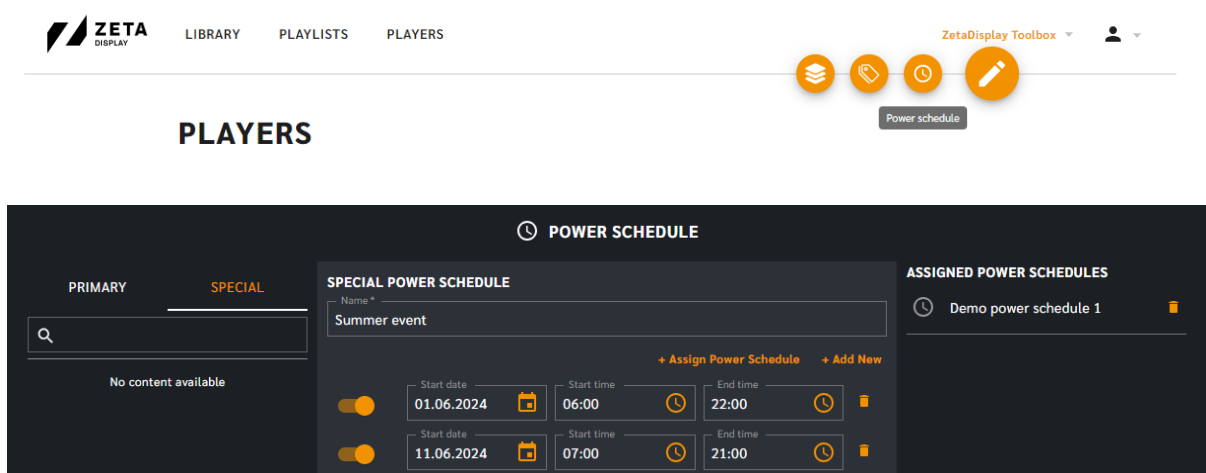 ZETA
DISPLAY
LIBRARY PLAYLISTS PLAYERS
ZetaDisplay Toolbox
Power schedule
PLAYERS
POWER SCHEDULE
PRIMARY SPECIAL
No content available
SPECIAL POWER SCHEDULE
Name *
Summer event
+ Assign Power Schedule + Add New
Start date Start time End time
01.06.2024 06:00 22:00
Start date Start time End time
11.06.2024 07:00 21:00
ASSIGNED POWER SCHEDULES
Demo power schedule 1